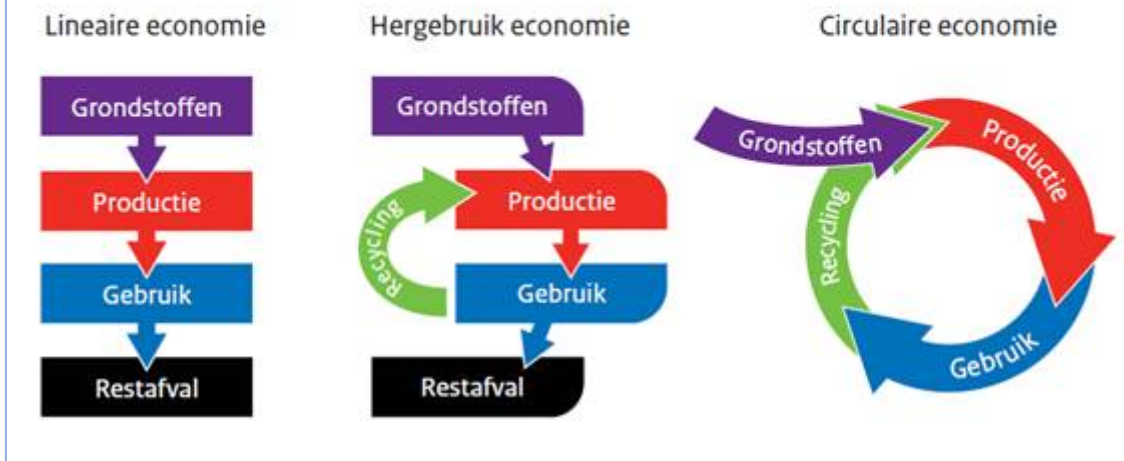 Lineaire economie
Grondstoffen
Productie
Gebruik
Restafval
Hergebruik economie
Grondstoffen
Productie
Recycling
Gebruik
Restafval
Circulaire economie
Grondstoffen
Productie
Gebruik
Recycling